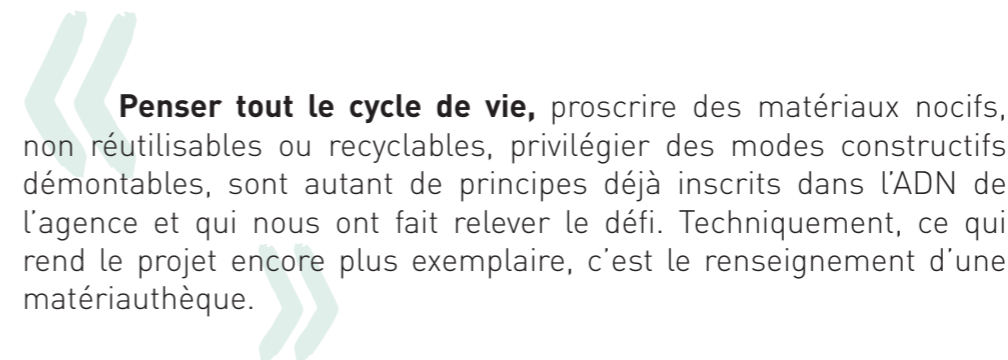 Penser tout le cycle de vie, proscrire des matériaux nocifs,
non réutilisables ou recyclables, privilégier des modes constructifs
démontables, sont autant de principes déjà inscrits dans l’ADN de
l’agence et qui nous ont fait relever le défi. Techniquement, ce qui
rend le projet encore plus exemplaire, c’est le renseignement d’une
matériauthèque.